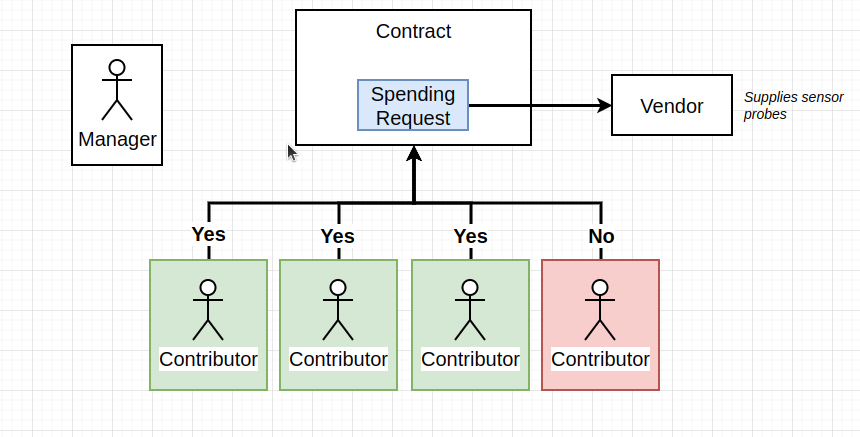 Contract
Manager
Spending
Request
Vendor
Supplies sensor
probes
Yes
Yes
Yes
No
Contributor
Contributor
Contributor
Contributor